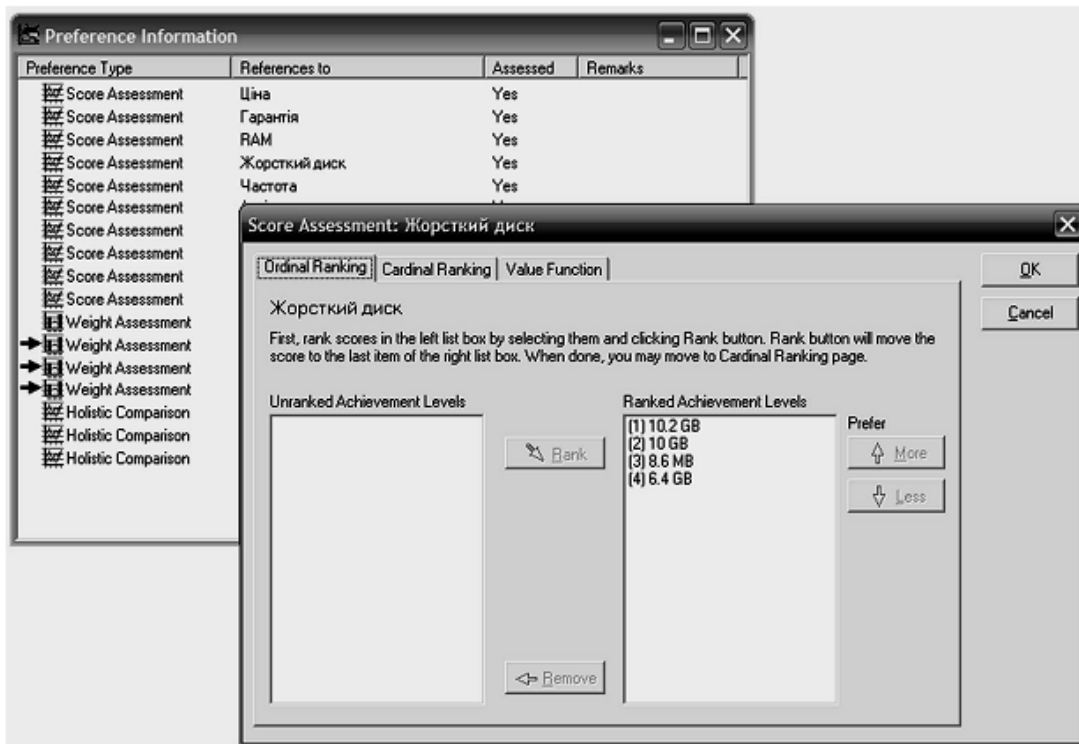 Preference Information
Preference Type References to Assessed Remarks
Score Assessment Ціна Yes
Score Assessment Гарантія Yes
Score Assessment RAM Yes
Score Assessment Жорсткий диск Yes
Score Assessment Частота Yes
Score Assessment
Score Assessment
Score Assessment
Score Assessment
Score Assessment
Weight Assessment
Weight Assessment
Weight Assessment
Weight Assessment
Holistic Comparison
Holistic Comparison
Holistic Comparison
Score Assessment: Жорсткий диск
Ordinal Ranking Cardinal Ranking Value Function
OK
Cancel
Жорсткий диск
First, rank scores in the left list box by selecting them and clicking Rank button. Rank button will move the
score to the last item of the right list box. When done, you may move to Cardinal Ranking page.
Unranked Achievement Levels
Rank
Remove
Ranked Achievement Levels
(1) 10.2 GB
(2) 10 GB
(3) 8.6 MB
(4) 6.4 GB
Prefer
More
Less